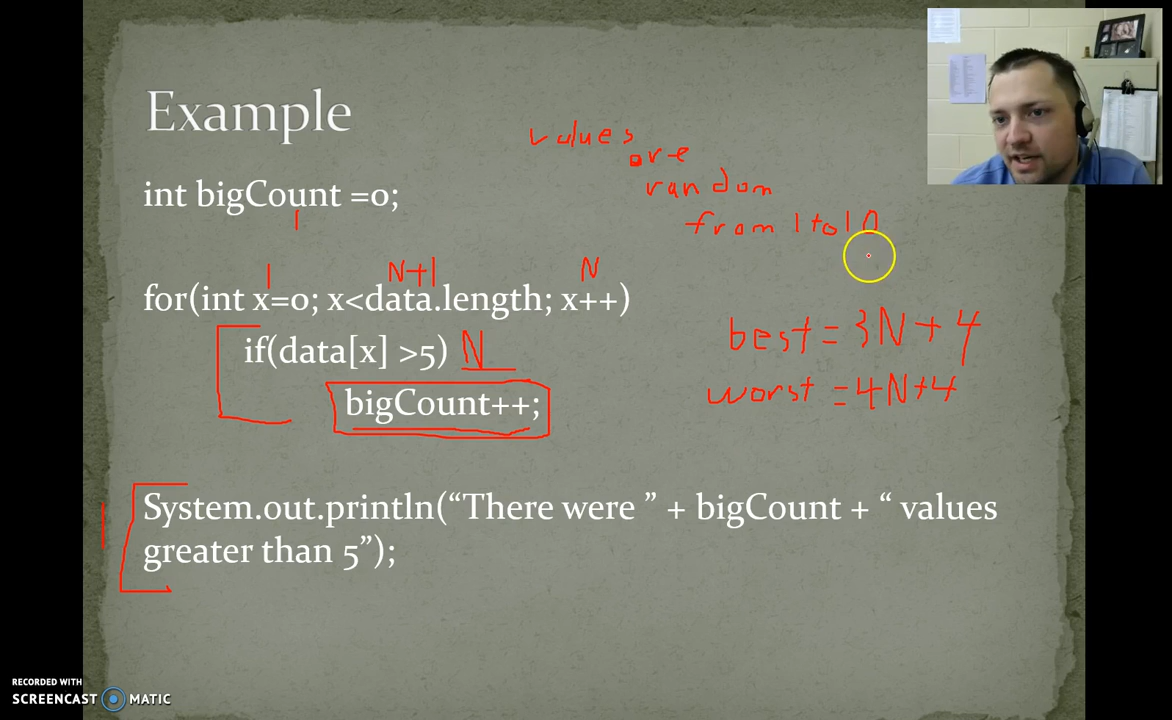 Example
values
are
random
from 1 to 10
int bigCount =0;
1
1 N+1 N
for(int x=0; x<data.length; x++)
if(data[x] >5) N
bigCount++;
best = 3N+4
worst = 4N+4
1
System.out.println(“There were ” + bigCount + “ values
greater than 5”);
RECORDED WITH
SCREENCAST MATIC